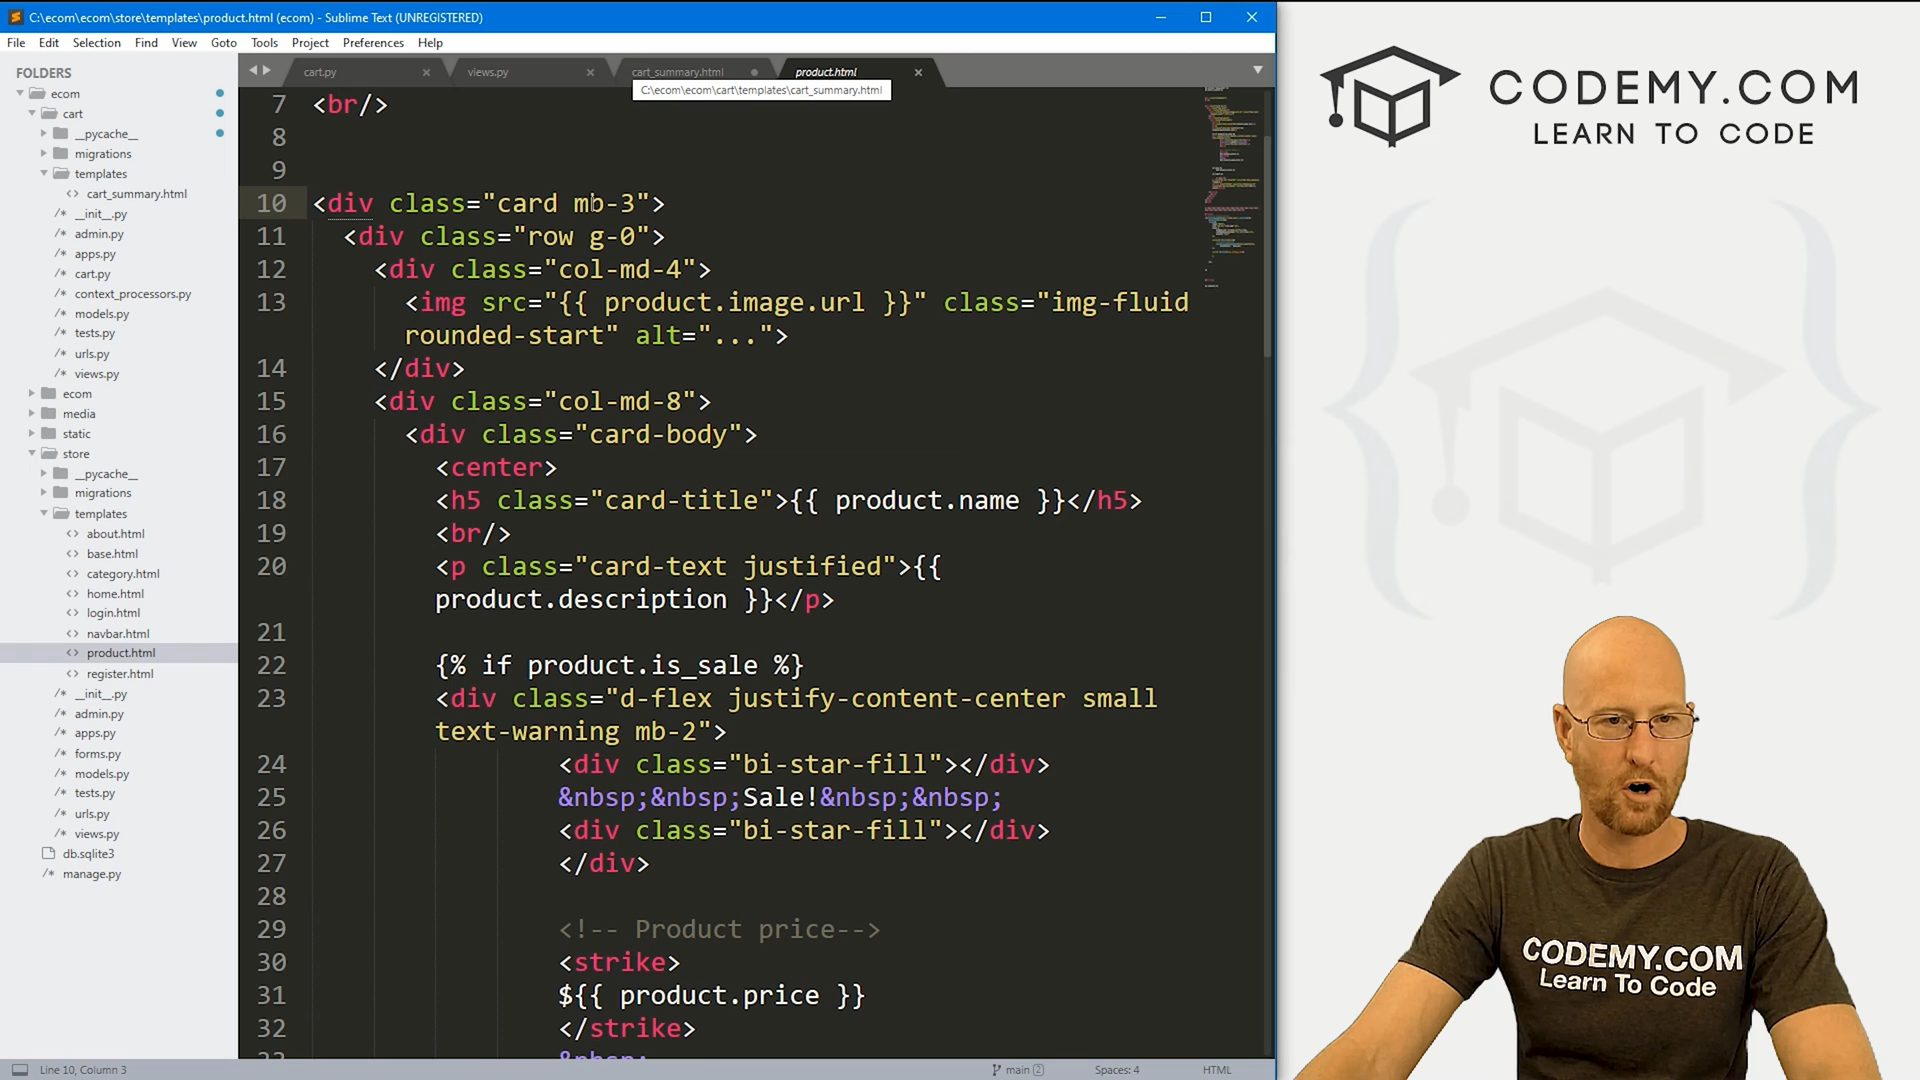 C:\ecom\ecom\store\templates\product.html (ecom) - Sublime Text (UNREGISTERED)
File Edit Selection Find View Goto Tools Project Preferences Help
FOLDERS
ecom
cart
__pycache__
migrations
templates
<> cart_summary.html
/* __init__.py
/* admin.py
/* apps.py
/* cart.py
/* context_processors.py
/* models.py
/* tests.py
/* urls.py
/* views.py
ecom
media
static
store
__pycache__
migrations
templates
<> about.html
<> base.html
<> category.html
<> home.html
<> login.html
<> navbar.html
<> product.html
<> register.html
/* __init__.py
/* admin.py
/* apps.py
/* forms.py
/* models.py
/* tests.py
/* urls.py
/* views.py
db.sqlite3
/* manage.py
cart.py views.py cart_summary.html product.html
C:\ecom\ecom\cart\templates\cart_summary.html
7 <br/>
8
9
10 <div class="card mb-3">
11 <div class="row g-0">
12 <div class="col-md-4">
13 <img src="{{ product.image.url }}" class="img-fluid
rounded-start" alt="...">
14 </div>
15 <div class="col-md-8">
16 <div class="card-body">
17 <center>
18 <h5 class="card-title">{{ product.name }}</h5>
19 <br/>
20 <p class="card-text justified">{{
product.description }}</p>
21
22 {% if product.is_sale %}
23 <div class="d-flex justify-content-center small
text-warning mb-2">
24 <div class="bi-star-fill"></div>
25 &nbsp;&nbsp;Sale!&nbsp;&nbsp;
26 <div class="bi-star-fill"></div>
27 </div>
28
29 <!-- Product price-->
30 <strike>
31 ${{ product.price }}
32 </strike>
33 &nbsp;
Line 10, Column 3 main 2 Spaces: 4 HTML
CODEMY.COM
LEARN TO CODE
CODEMY.COM
Learn To Code